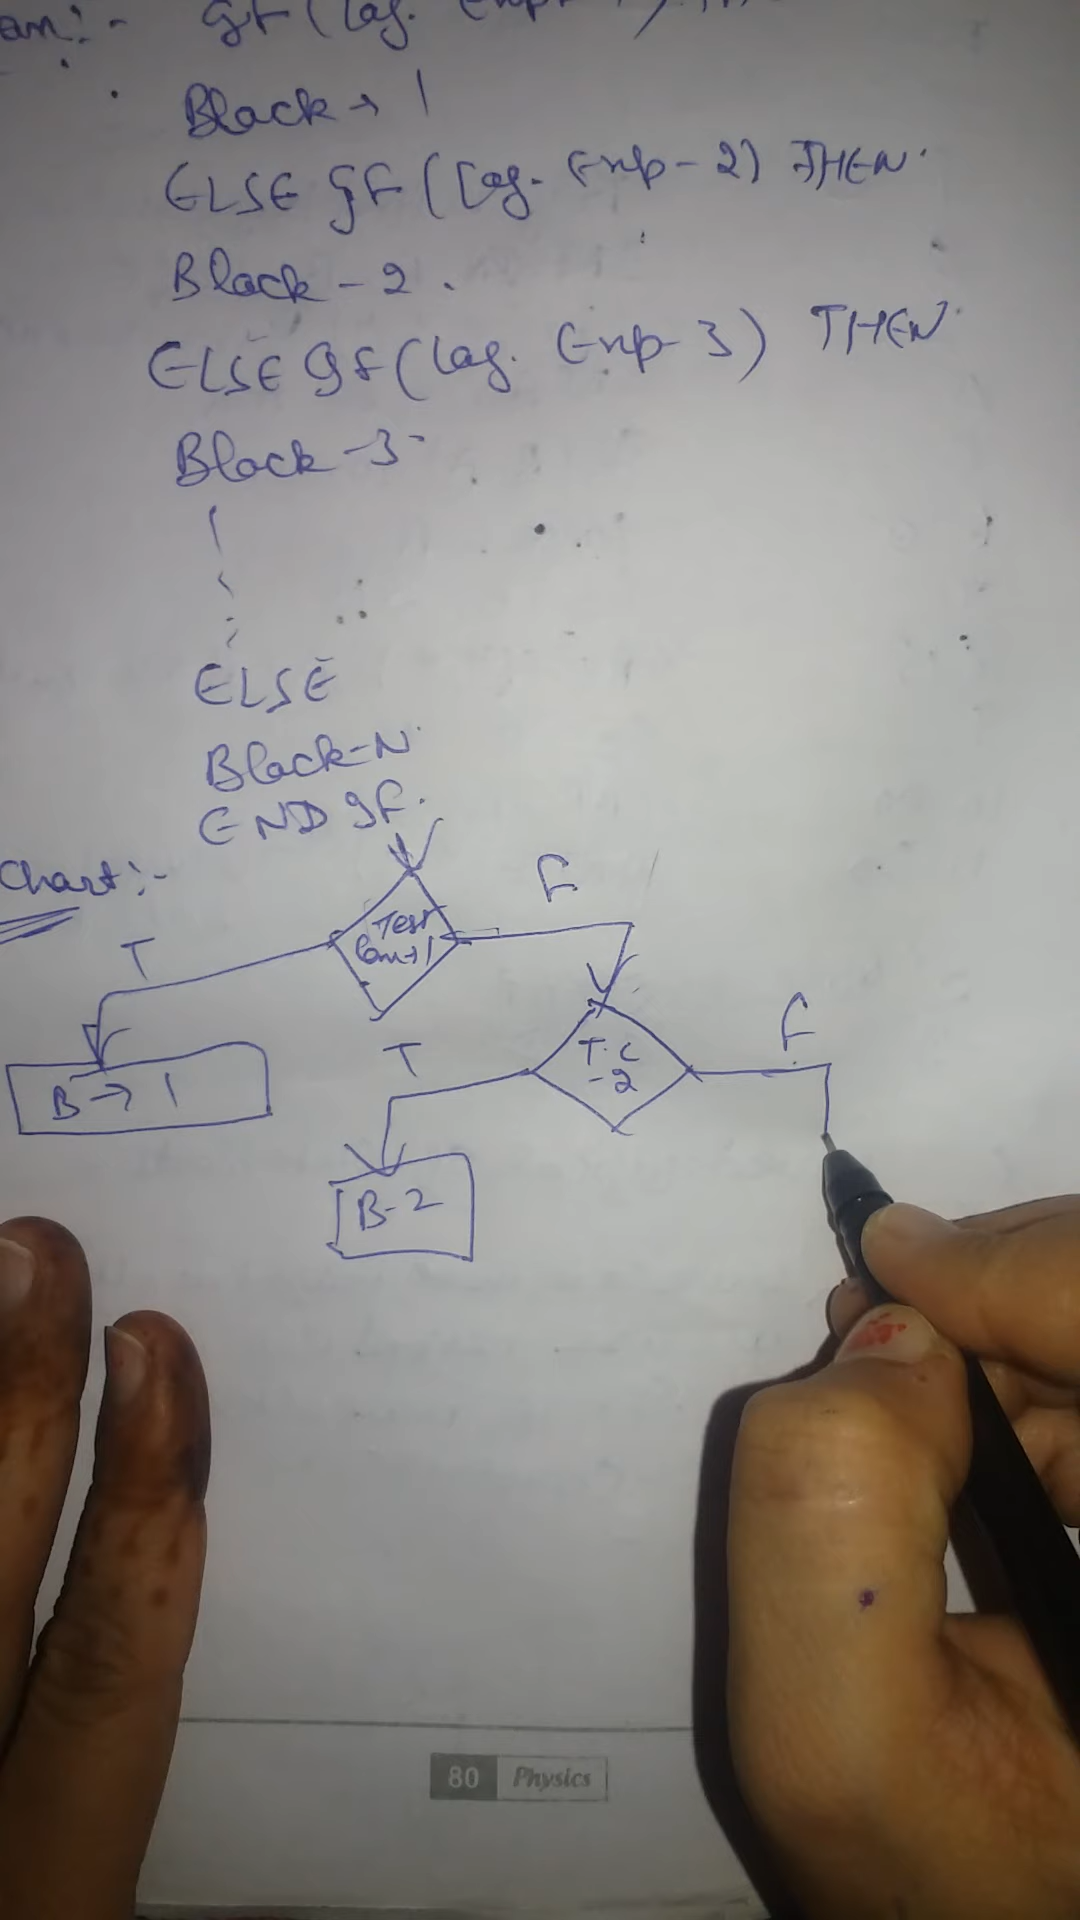 Block → 1
ELSE IF (Log. Exp - 2) THEN
Block - 2.
ELSE IF (Log. Exp - 3) THEN
Block - 3
ELSE
Block - N
END IF.
Chart :-
F
Test
Con → 1
T
F
T.C
- 2
T
B → 1
B - 2
80 Physics